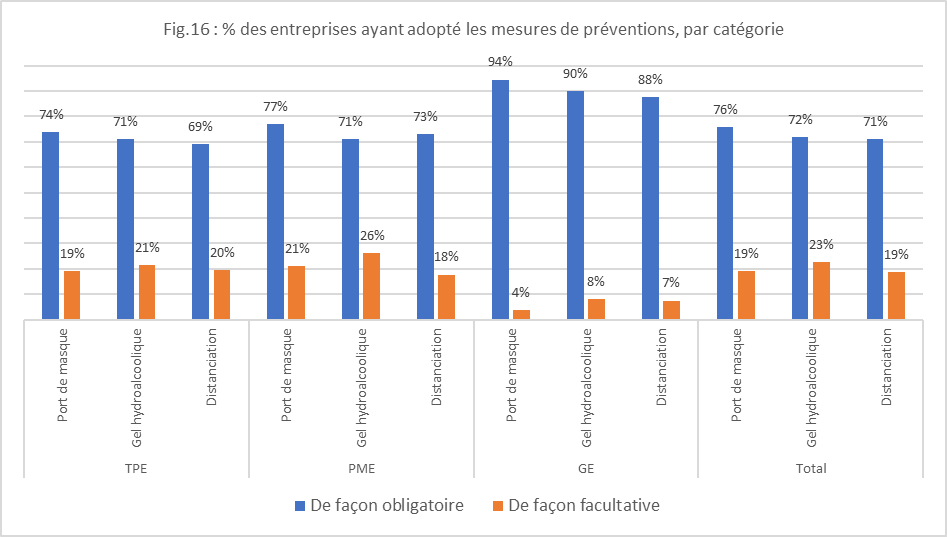 Fig.16 : % des entreprises ayant adopté les mesures de préventions, par catégorie
74%
19%
71%
21%
69%
20%
77%
21%
71%
26%
73%
18%
94%
4%
90%
8%
88%
7%
76%
19%
72%
23%
71%
19%
Port de masque
Gel hydroalcoolique
Distanciation
Port de masque
Gel hydroalcoolique
Distanciation
Port de masque
Gel hydroalcoolique
Distanciation
Port de masque
Gel hydroalcoolique
Distanciation
TPE
PME
GE
Total
De façon obligatoire
De façon facultative